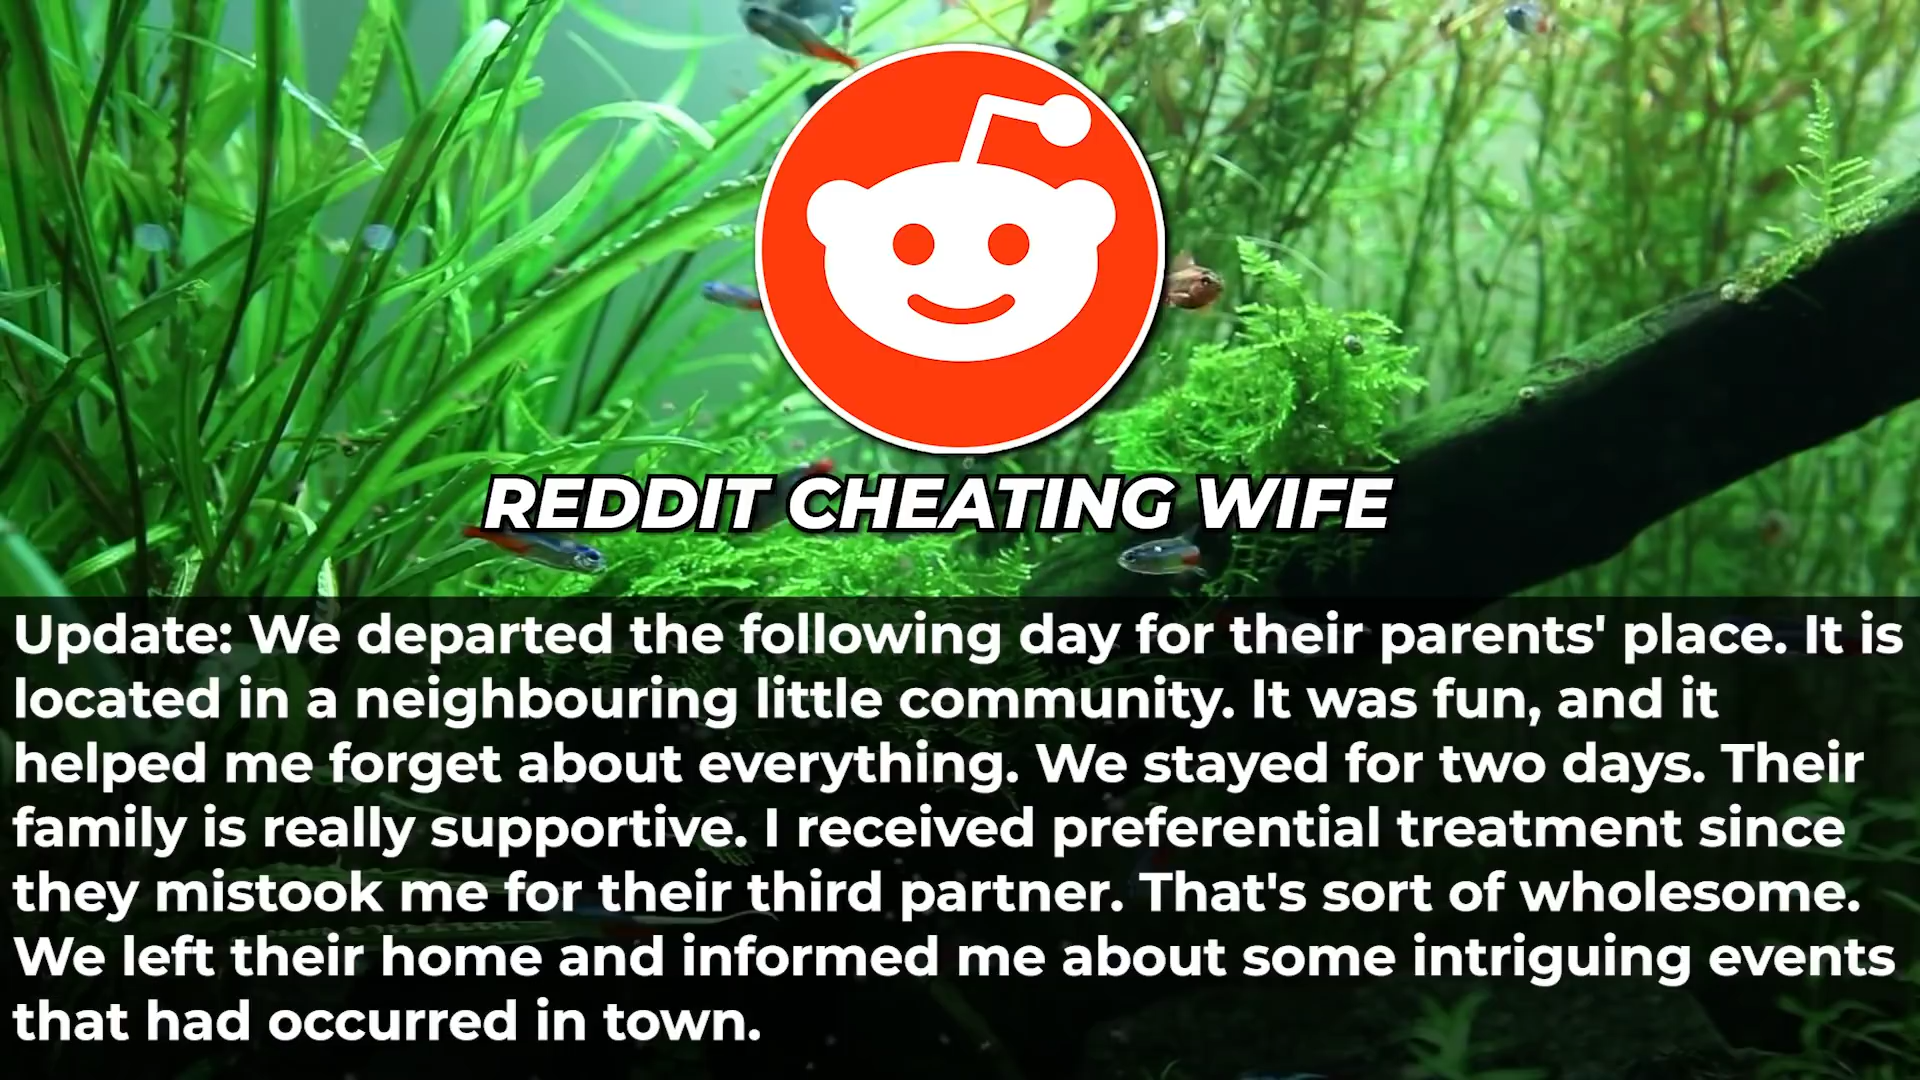 REDDIT CHEATING WIFE
Update: We departed the following day for their parents' place. It is
located in a neighbouring little community. It was fun, and it
helped me forget about everything. We stayed for two days. Their
family is really supportive. I received preferential treatment since
they mistook me for their third partner. That's sort of wholesome.
We left their home and informed me about some intriguing events
that had occurred in town.